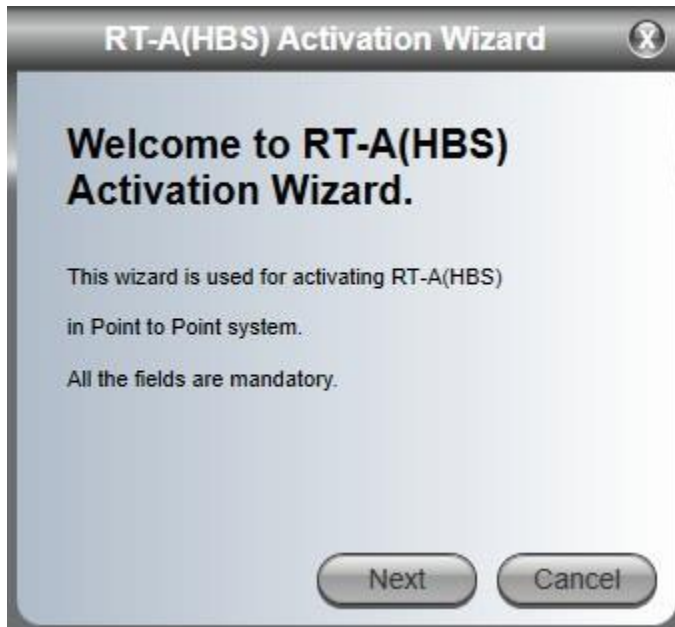 RT-A(HBS) Activation Wizard
X
Welcome to RT-A(HBS)
Activation Wizard.
This wizard is used for activating RT-A(HBS)
in Point to Point system.
All the fields are mandatory.
Next
Cancel